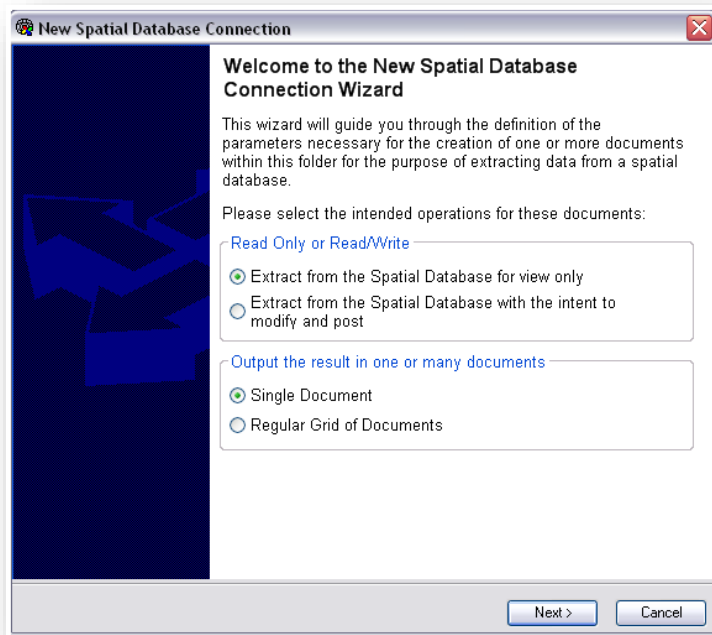 New Spatial Database Connection
Welcome to the New Spatial Database
Connection Wizard
This wizard will guide you through the definition of the
parameters necessary for the creation of one or more documents
within this folder for the purpose of extracting data from a spatial
database.
Please select the intended operations for these documents:
Read Only or Read/Write
Extract from the Spatial Database for view only
Extract from the Spatial Database with the intent to
modify and post
Output the result in one or many documents
Single Document
Regular Grid of Documents
Next >
Cancel